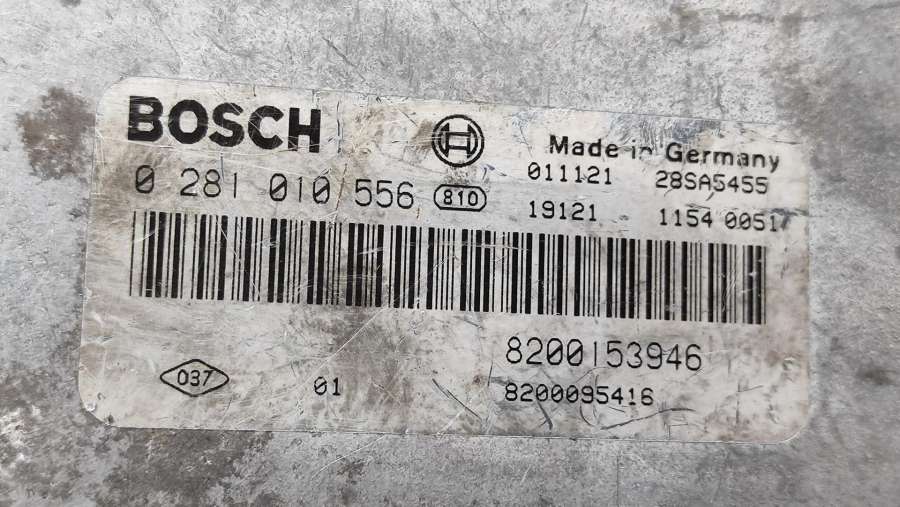 BOSCH
Made in Germany
0 281 010 556 810
011121 28SA5455
19121 1154 0051
8200153946
037 01
8200095416